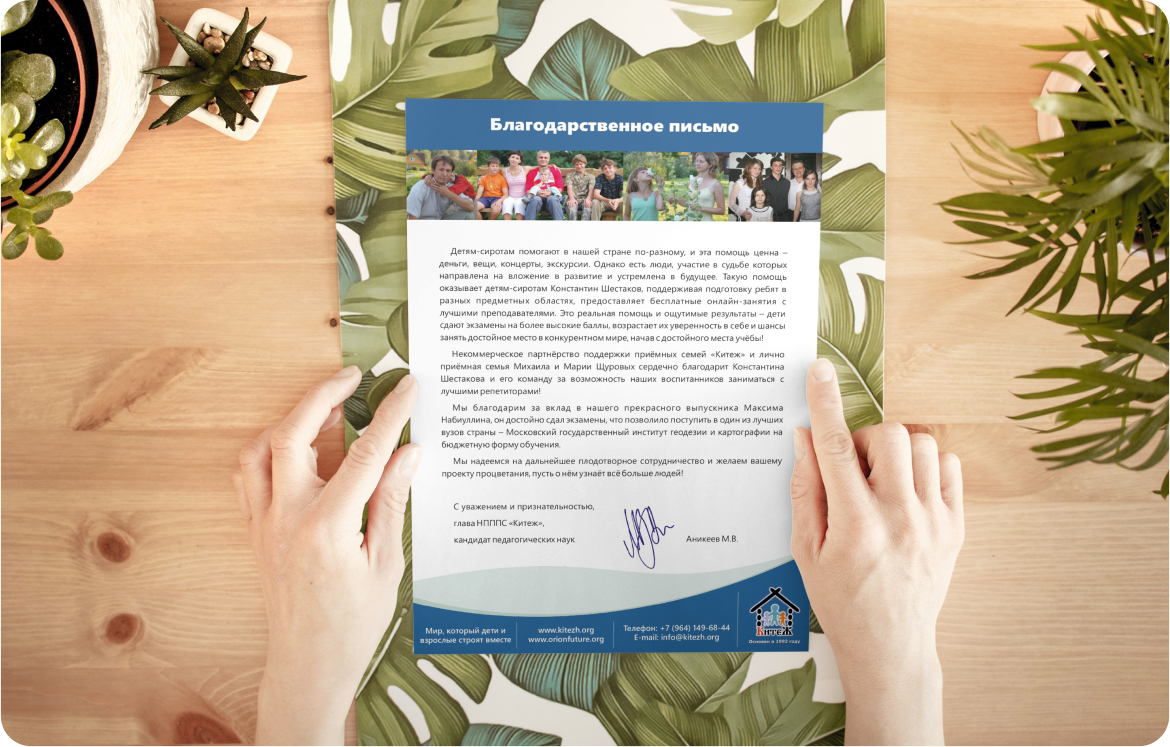 Благодарственное письмо
Детям-сиротам помогают в нашей стране по-разному, и эта помощь ценна –
деньги, вещи, концерты, экскурсии. Однако есть люди, участие в судьбе которых
направлена на вложение в развитие и устремлена в будущее. Такую помощь
оказывает детям-сиротам Константин Шестаков, поддерживая подготовку ребят в
разных предметных областях, предоставляет бесплатные онлайн-занятия с
лучшими преподавателями. Это реальная помощь и ощутимые результаты – дети
сдают экзамены на более высокие баллы, возрастает их уверенность в себе и шансы
занять достойное место в конкурентном мире, начав с достойного места учёбы!
Некоммерческое партнёрство поддержки приёмных семей «Китеж» и лично
приёмная семья Михаила и Марии Щуровых сердечно благодарит Константина
Шестакова и его команду за возможность наших воспитанников заниматься с
лучшими репетиторами!
Мы благодарим за вклад в нашего прекрасного выпускника Максима
Набиуллина, он достойно сдал экзамены, что позволило поступить в один из лучших
вузов страны – Московский государственный институт геодезии и картографии на
бюджетную форму обучения.
Мы надеемся на дальнейшее плодотворное сотрудничество и желаем вашему
проекту процветания, пусть о нём узнаёт всё больше людей!
С уважением и признательностью,
глава НПППС «Китеж»,
кандидат педагогических наук
Аникеев М.В.
Мир, который дети и
взрослые строят вместе
www.kitezh.org
www.orionfuture.org
Телефон: +7 (964) 149-68-44
E-mail: info@kitezh.org
Китеж
Основан в 1992 году